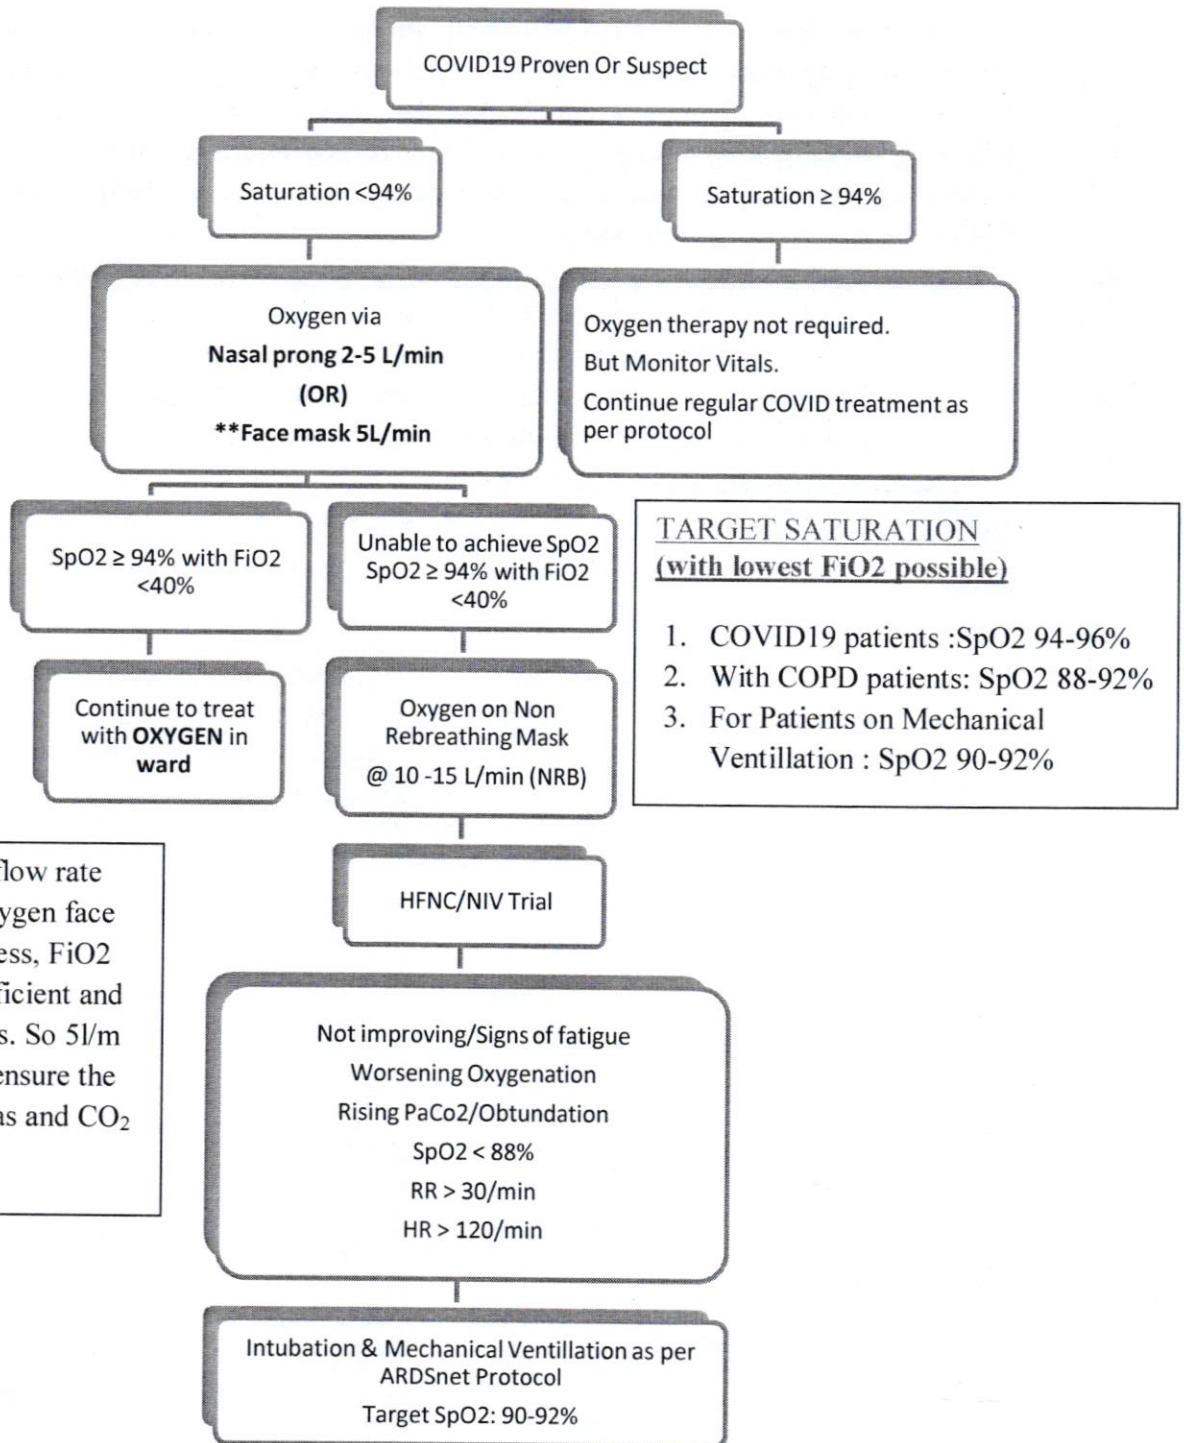 COVID19 Proven Or Suspect
Saturation <94%
Saturation ≥ 94%
Oxygen via
Nasal prong 2-5 L/min
(OR)
**Face mask 5L/min
Oxygen therapy not required.
But Monitor Vitals.
Continue regular COVID treatment as
per protocol
SpO2 ≥ 94% with FiO2
<40%
Unable to achieve SpO2
SpO2 ≥ 94% with FiO2
<40%
TARGET SATURATION
(with lowest FiO2 possible)
1. COVID19 patients :SpO2 94-96%
2. With COPD patients: SpO2 88-92%
3. For Patients on Mechanical
Ventillation : SpO2 90-92%
Continue to treat
with OXYGEN in
ward
Oxygen on Non
Rebreathing Mask
@ 10 -15 L/min (NRB)
flow rate
face
FiO2
and
So 5l/m
ensure the
and CO₂
HFNC/NIV Trial
Not improving/Signs of fatigue
Worsening Oxygenation
Rising PaCo2/Obtundation
SpO2 < 88%
RR > 30/min
HR > 120/min
Intubation & Mechanical Ventillation as per
ARDSnet Protocol
Target SpO2: 90-92%